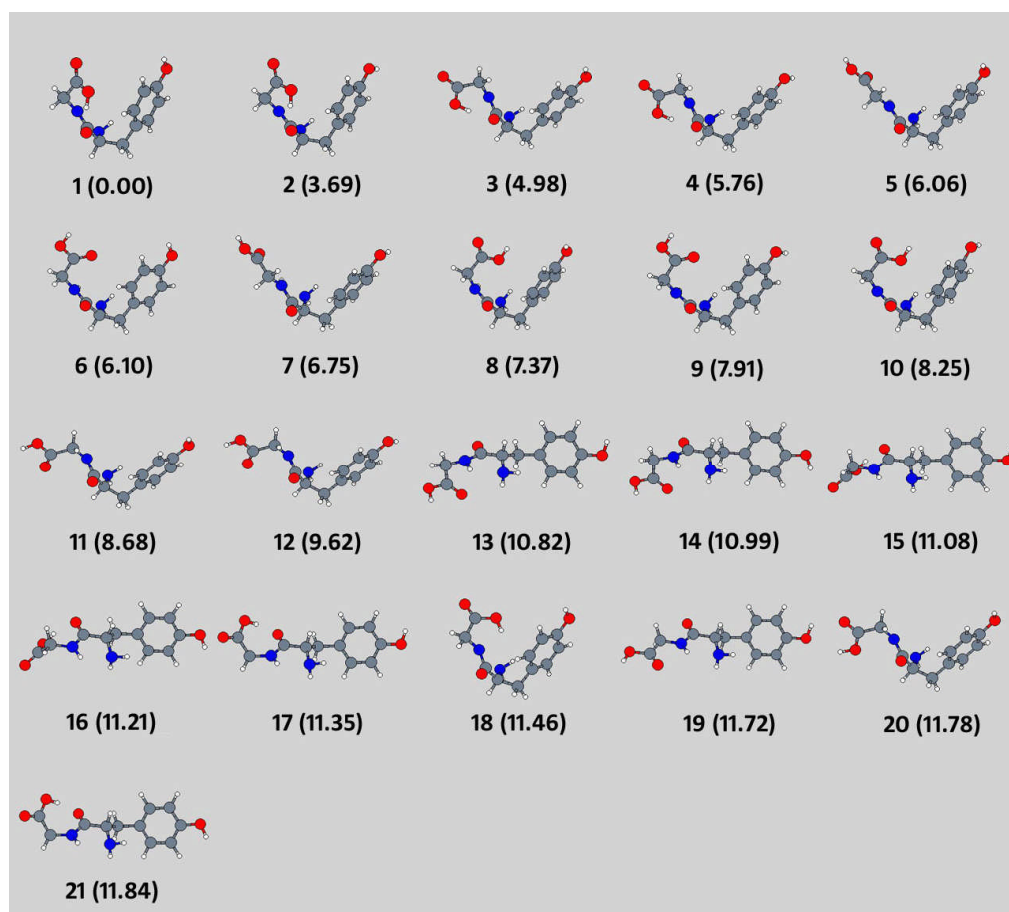 1 (0.00) 2 (3.69) 3 (4.98) 4 (5.76) 5 (6.06)
6 (6.10) 7 (6.75) 8 (7.37) 9 (7.91) 10 (8.25)
11 (8.68) 12 (9.62) 13 (10.82) 14 (10.99) 15 (11.08)
16 (11.21) 17 (11.35) 18 (11.46) 19 (11.72) 20 (11.78)
21 (11.84)